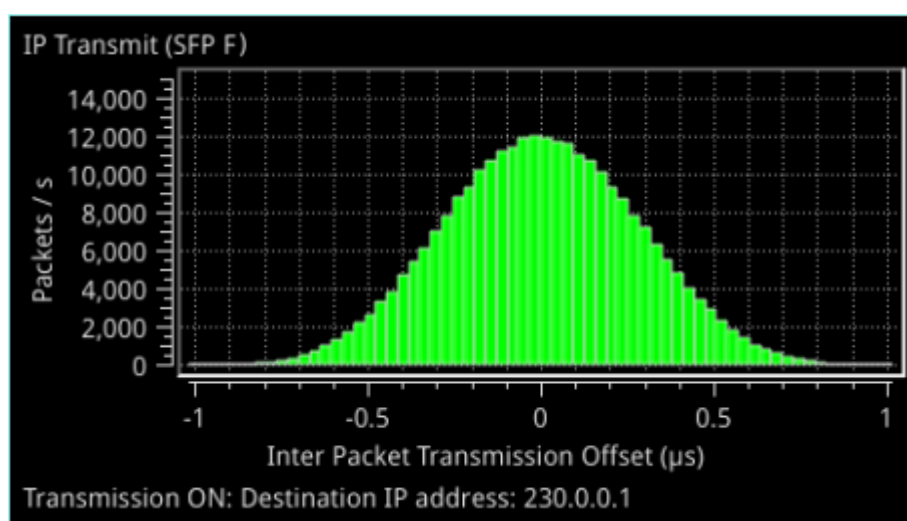 IP Transmit (SFP F)
14,000
12,000
10,000
8,000
6,000
4,000
2,000
0
Packets / s
-1 -0.5 0 0.5 1
Inter Packet Transmission Offset (µs)
Transmission ON: Destination IP address: 230.0.0.1